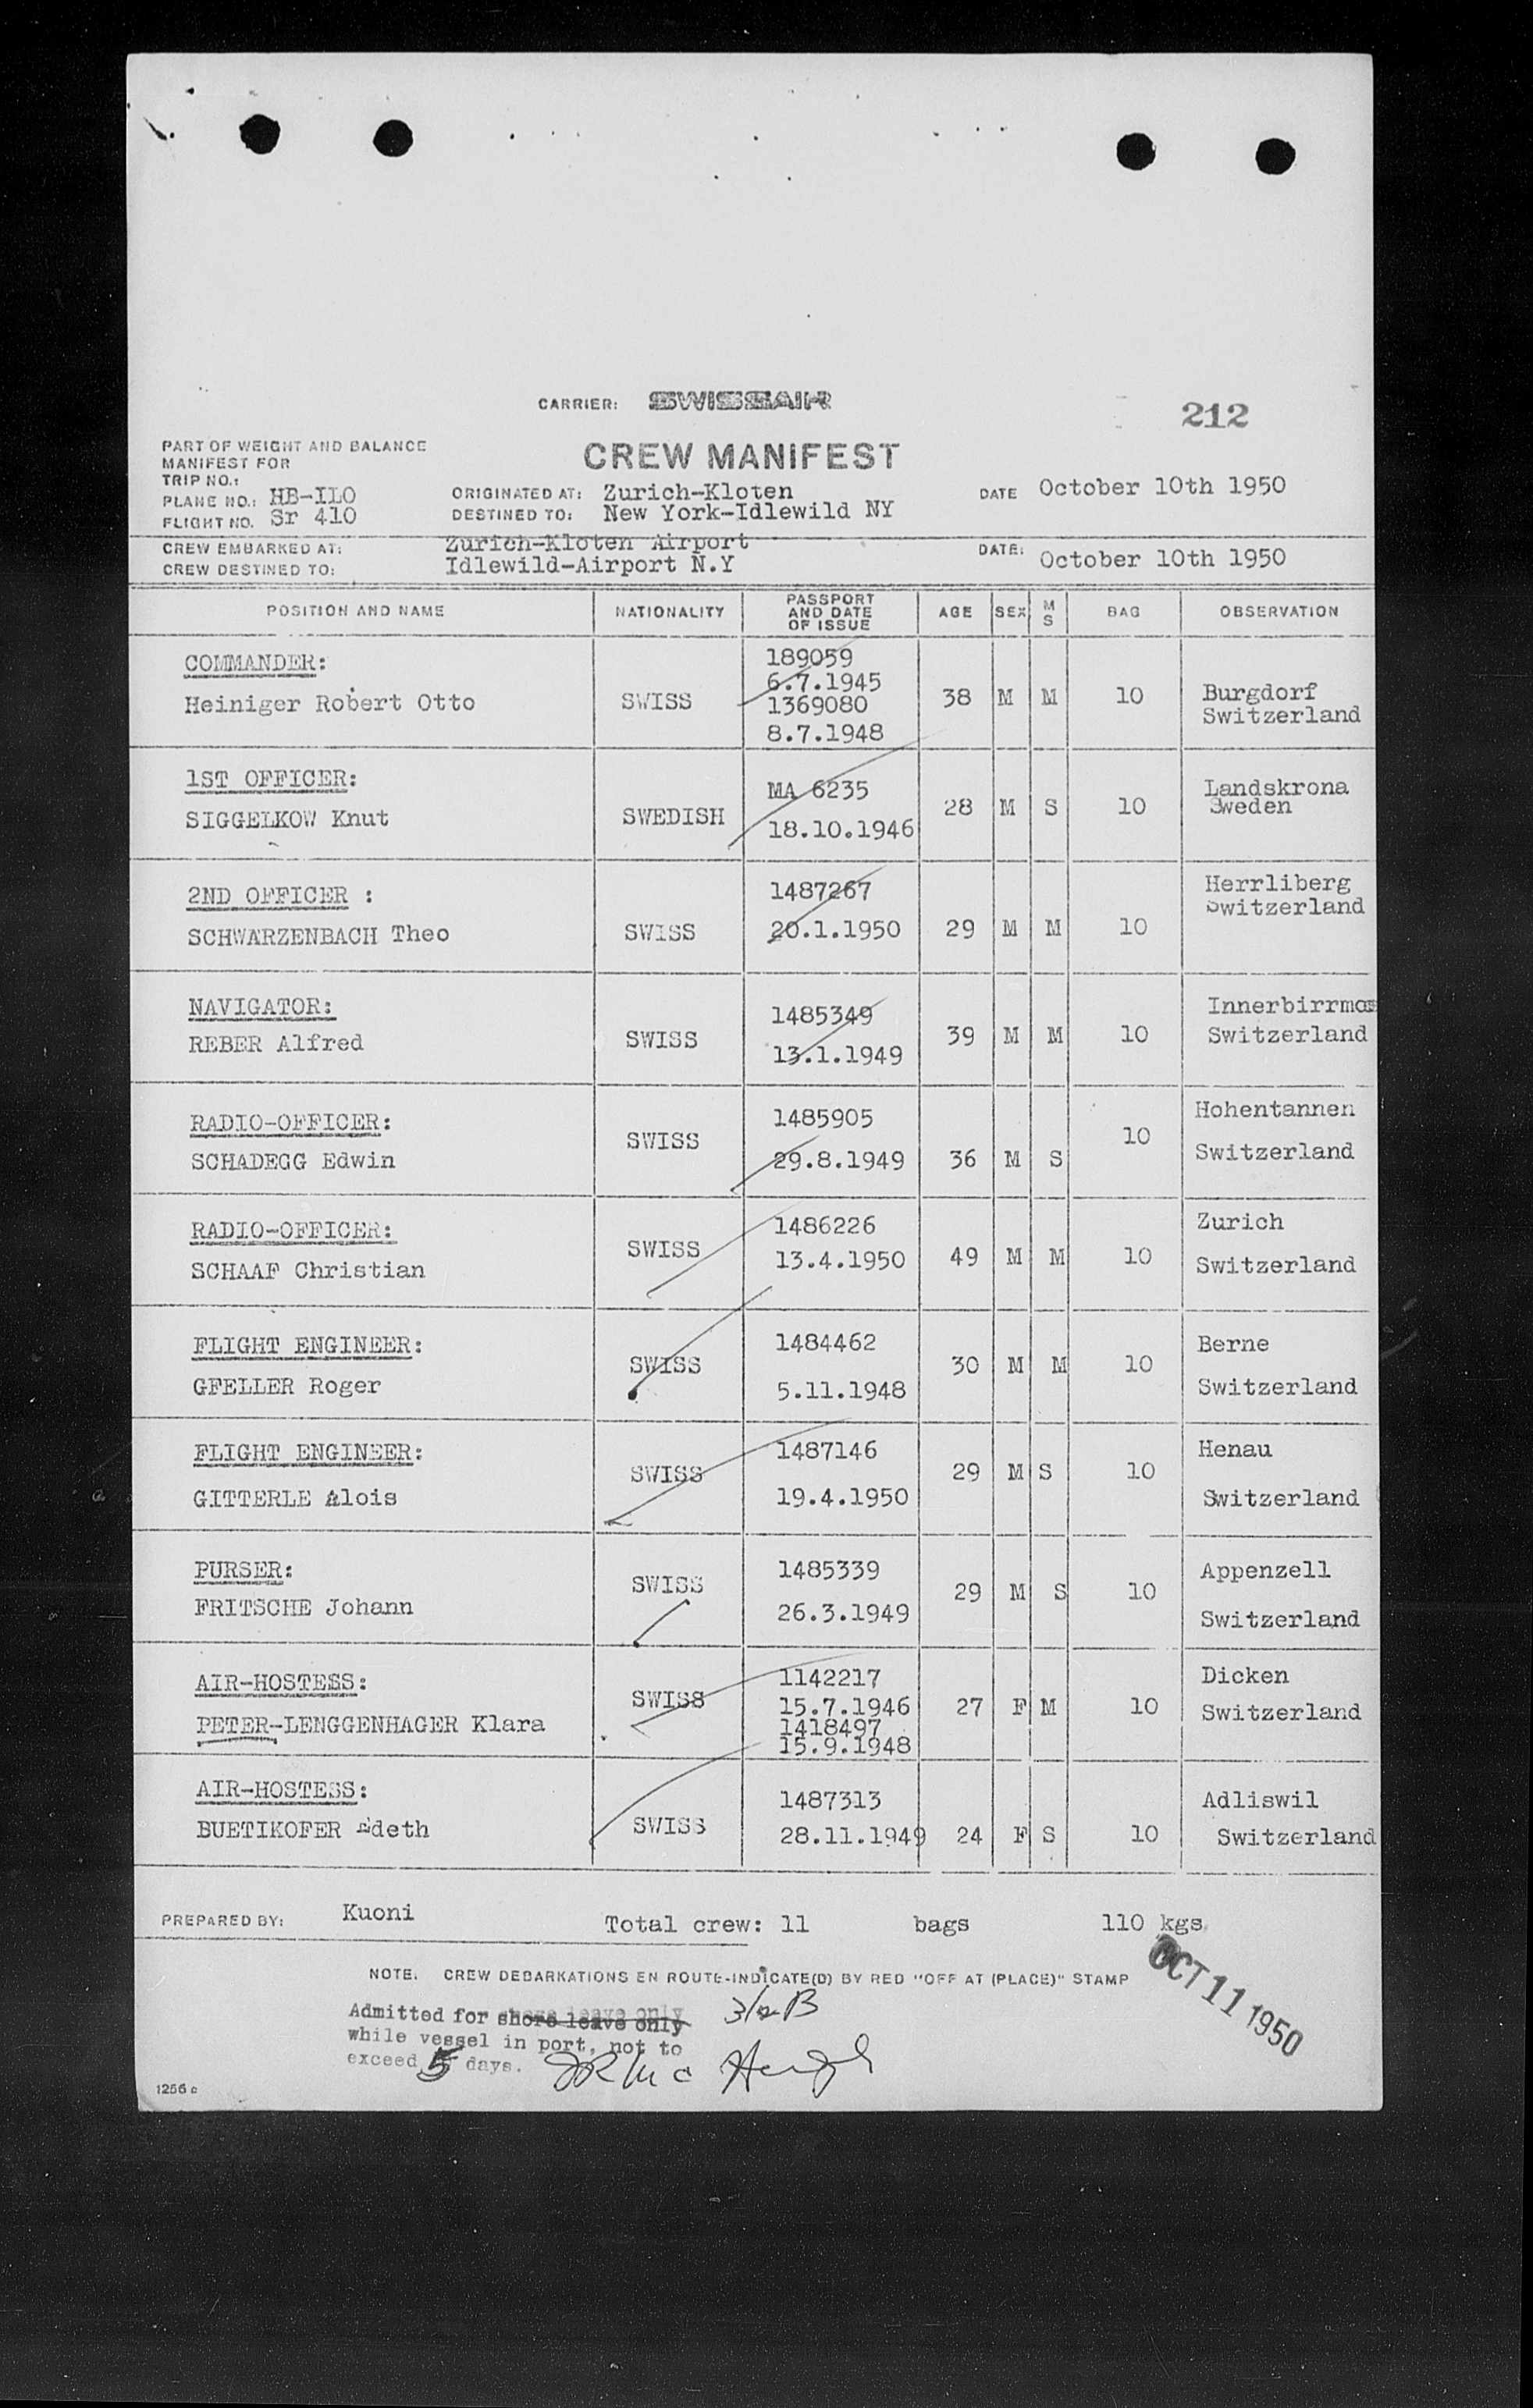 CARRIER: SWISSAIR
212
PART OF WEIGHT AND BALANCE
MANIFEST FOR
CREW MANIFEST
TRIP NO.:
PLANE NO.: HB-ILO ORIGINATED AT: Zurich-Kloten DATE October 10th 1950
FLIGHT NO. Sr 410 DESTINED TO: New York-Idlewild NY
CREW EMBARKED AT: Zurich-Kloten Airport DATE: October 10th 1950
CREW DESTINED TO: Idlewild-Airport N.Y
POSITION AND NAME NATIONALITY PASSPORT AND DATE OF ISSUE AGE SEX M S BAG OBSERVATION
COMMANDER: 189059
6.7.1945
Heiniger Robert Otto SWISS 1369080 38 M M 10 Burgdorf
8.7.1948 Switzerland
1ST OFFICER: MA 6235 Landskrona
SIGGELKOW Knut SWEDISH 18.10.1946 28 M S 10 Sweden
2ND OFFICER : 1487267 Herrliberg
Switzerland
SCHWARZENBACH Theo SWISS 20.1.1950 29 M M 10
NAVIGATOR: 1485349 Innerbirrmoos
REBER Alfred SWISS 13.1.1949 39 M M 10 Switzerland
RADIO-OFFICER: 1485905 10 Hohentannen
SCHADEGG Edwin SWISS 29.8.1949 36 M S Switzerland
RADIO-OFFICER: 1486226 Zurich
SCHAAF Christian SWISS 13.4.1950 49 M M 10 Switzerland
FLIGHT ENGINEER: 1484462 Berne
GFELLER Roger SWISS 5.11.1948 30 M M 10 Switzerland
FLIGHT ENGINEER: 1487146 Henau
GITTERLE Alois SWISS 19.4.1950 29 M S 10 Switzerland
PURSER: 1485339 Appenzell
FRITSCHE Johann SWISS 26.3.1949 29 M S 10 Switzerland
AIR-HOSTESS: 1142217 Dicken
SWISS 15.7.1946 27 F M 10 Switzerland
PETER-LENGGENHAGER Klara 1418497
15.9.1948
AIR-HOSTESS: 1487313 Adliswil
BUETIKOFER Edeth SWISS 28.11.1949 24 F S 10 Switzerland
PREPARED BY: Kuoni Total crew: 11 bags 110 kgs
NOTE. CREW DEBARKATIONS EN ROUTE-INDICATE(D) BY RED "OFF AT (PLACE)" STAMP
OCT 11 1950
Admitted for shore leave only
while vessel in port, not to
exceed 5 days.
1256 c